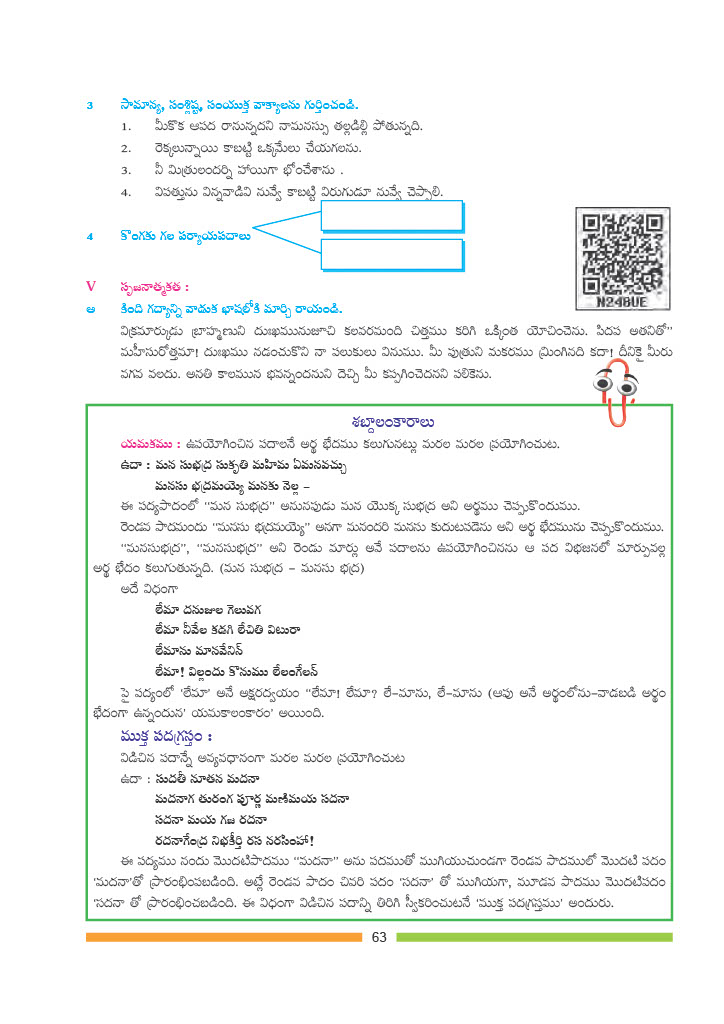 3 సామాన్య, సంశ్లిష్ట, సంయుక్త వాక్యాలను గుర్తించండి.
1. మీకొక ఆపద రానున్నదని నామనస్సు తల్లడిల్లి పోతున్నది.
2. రెక్కలున్నాయి కాబట్టి ఒక్కమేలు చేయగలను.
3. నీ మిత్రులందర్ని హాయిగా భోంచేశాను .
4. విపత్తును విన్నవాడివి నువ్వే కాబట్టి విరుగుడూ నువ్వే చెప్పాలి.
4 కొంగకు గల పర్యాయపదాలు
N248UE
V సృజనాత్మకత :
అ కింది గద్యాన్ని వాడుక భాషలోకి మార్చి రాయండి.
విక్రమార్కుడు బ్రాహ్మణుని దుఃఖమునుజూచి కలవరమంది చిత్తము కరిగి ఒక్కింత యోచించెను. పిదప అతనితో"
మహీసురోత్తమా! దుఃఖము నడంచుకొని నా పలుకులు వినుము. మీ పుత్రుని మకరము మ్రింగినది కదా! దీనికై మీరు
వగవ వలదు. అనతి కాలమున భవన్నందనుని దెచ్చి మీ కప్పగించెదనని పలికెను.
శబ్దాలంకారాలు
యమకము : ఉపయోగించిన పదాలనే అర్థ భేదము కలుగునట్లు మరల మరల ప్రయోగించుట.
ఉదా : మన సుభద్ర సుకృతి మహిమ ఏమనవచ్చు
మనసు భద్రమయ్యె మనకు నెల్ల –
ఈ పద్యపాదంలో "మన సుభద్ర" అనునపుడు మన యొక్క సుభద్ర అని అర్థము చెప్పుకొందుము.
రెండవ పాదమందు "మనసు భద్రమయ్యె" అనగా మనందరి మనసు కుదుటపడెను అని అర్థ భేదమును చెప్పుకొందుము.
"మనసుభద్ర", "మనసుభద్ర" అని రెండు మార్లు అవే పదాలను ఉపయోగించినను ఆ పద విభజనలో మార్పువల్ల
అర్థ భేదం కలుగుతున్నది. (మన సుభద్ర – మనసు భద్ర)
అదే విధంగా
లేమా దనుజుల గెలువగ
లేమా నీవేల కడగి లేచితి విటురా
లేమాను మానవేనిన్
లేమా! విల్లందు కొనుము లేలంగేలన్
పై పద్యంలో 'లేమా' అనే అక్షరద్వయం "లేమా! లేమా? లే–మాను, లే–మాను (ఆవు అనే అర్థంలోను–వాడబడి అర్థం
భేదంగా ఉన్నందున' యమకాలంకారం' అయింది.
ముక్త పదగ్రస్తం :
విడిచిన పదాన్నే అవ్యవధానంగా మరల మరల ప్రయోగించుట
ఉదా : సుదతీ నూతన మదనా
మదనాగ తురంగ పూర్ణ మణిమయ సదనా
సదనా మయ గజ రదనా
రదనాగేంద్ర నిభకీర్తి రస నరసింహా!
ఈ పద్యము నందు మొదటిపాదము "మదనా" అను పదముతో ముగియుచుండగా రెండవ పాదములో మొదటి పదం
'మదనా'తో ప్రారంభింపబడింది. అట్లే రెండవ పాదం చివరి పదం 'సదనా' తో ముగియగా, మూడవ పాదము మొదటిపదం
'సదనా తో ప్రారంభించబడింది. ఈ విధంగా విడిచిన పదాన్ని తిరిగి స్వీకరించుటనే 'ముక్త పదగ్రస్తము' అందురు.
63